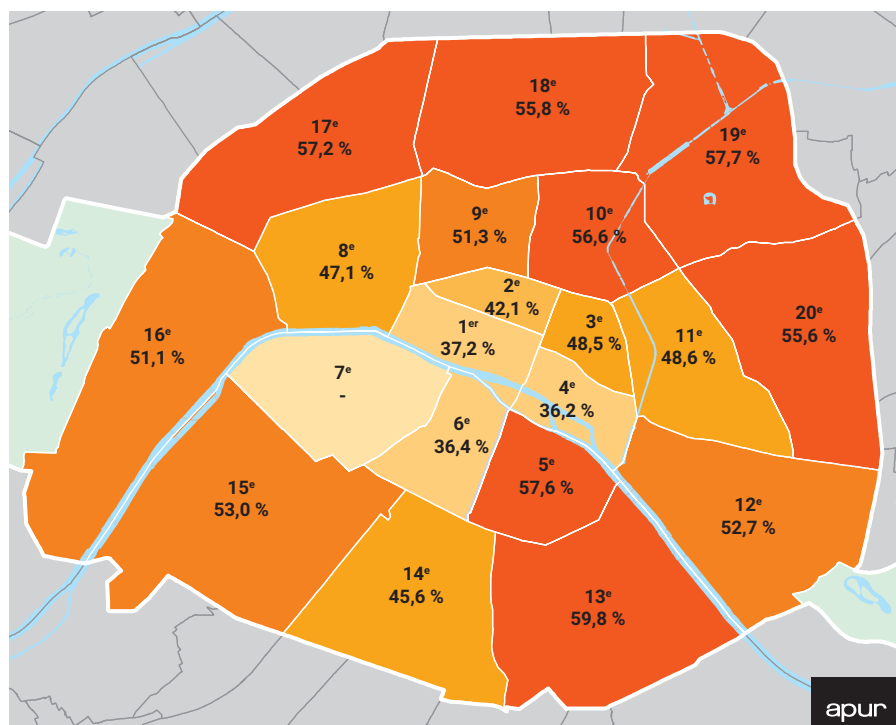 18ᵉ
55,8 %
17ᵉ
57,2 %
19ᵉ
57,7 %
9ᵉ
51,3 %
10ᵉ
56,6 %
8ᵉ
47,1 %
2ᵉ
42,1 %
1ᵉʳ
37,2 %
3ᵉ
48,5 %
11ᵉ
48,6 %
20ᵉ
55,6 %
16ᵉ
51,1 %
7ᵉ
-
4ᵉ
36,2 %
6ᵉ
36,4 %
5ᵉ
57,6 %
15ᵉ
53,0 %
12ᵉ
52,7 %
14ᵉ
45,6 %
13ᵉ
59,8 %
apur